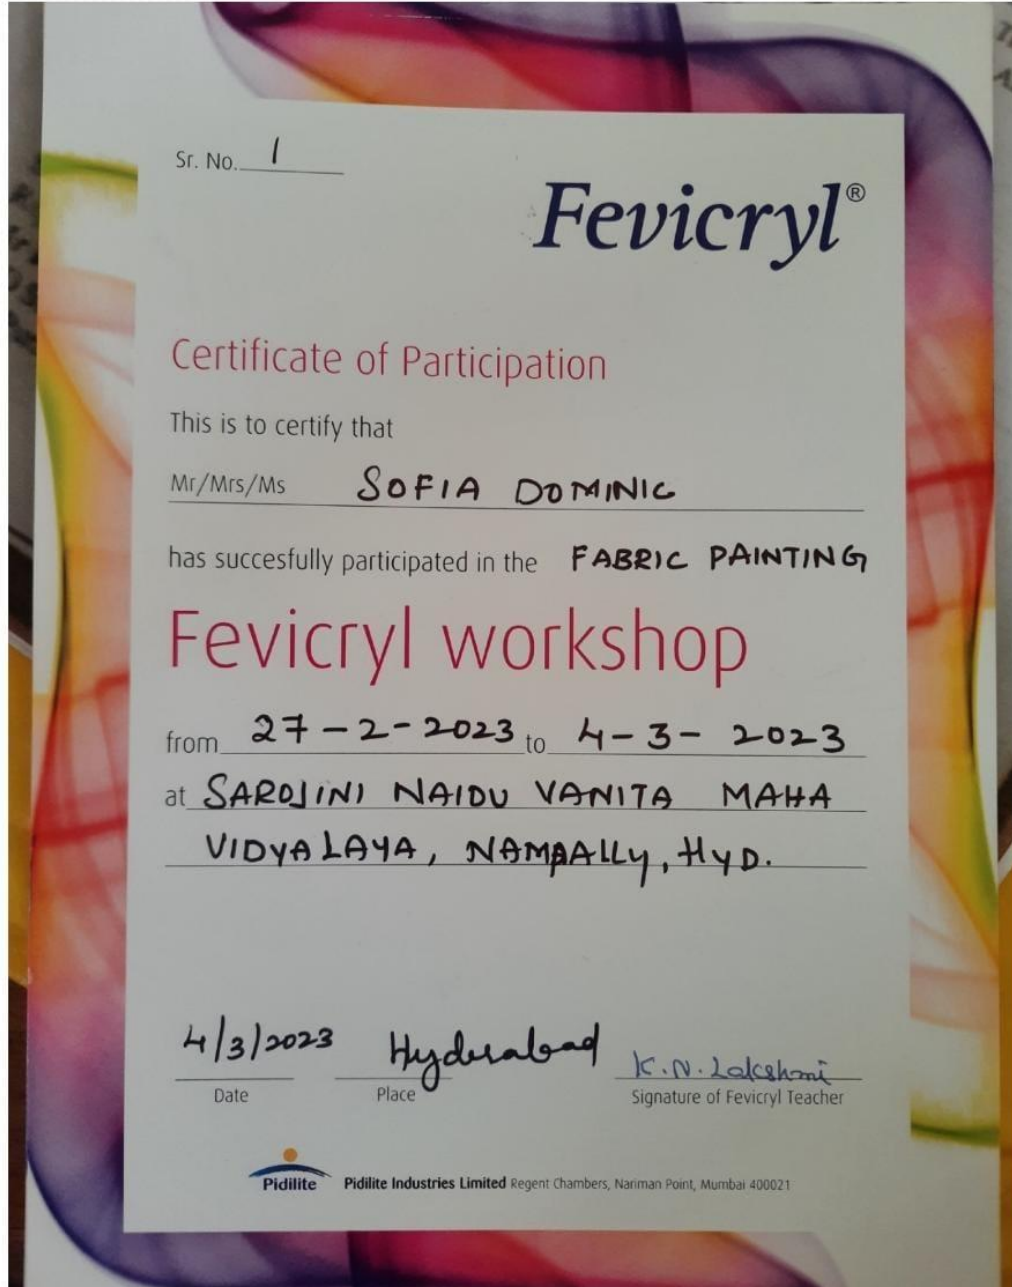 Sr. No. 1
Fevicryl®
Certificate of Participation
This is to certify that
Mr/Mrs/Ms SOFIA DOMINIC
has succesfully participated in the FABRIC PAINTING
Fevicryl workshop
from 27-2-2023 to 4-3-2023
at SAROJINI NAIDU VANITA MAHA
VIDYALAYA, NAMPALLY, HYD.
4/3/2023 Hyderabad K.N. Lakshmi
Date Place Signature of Fevicryl Teacher
Pidilite Pidilite Industries Limited Regent Chambers, Nariman Point, Mumbai 400021